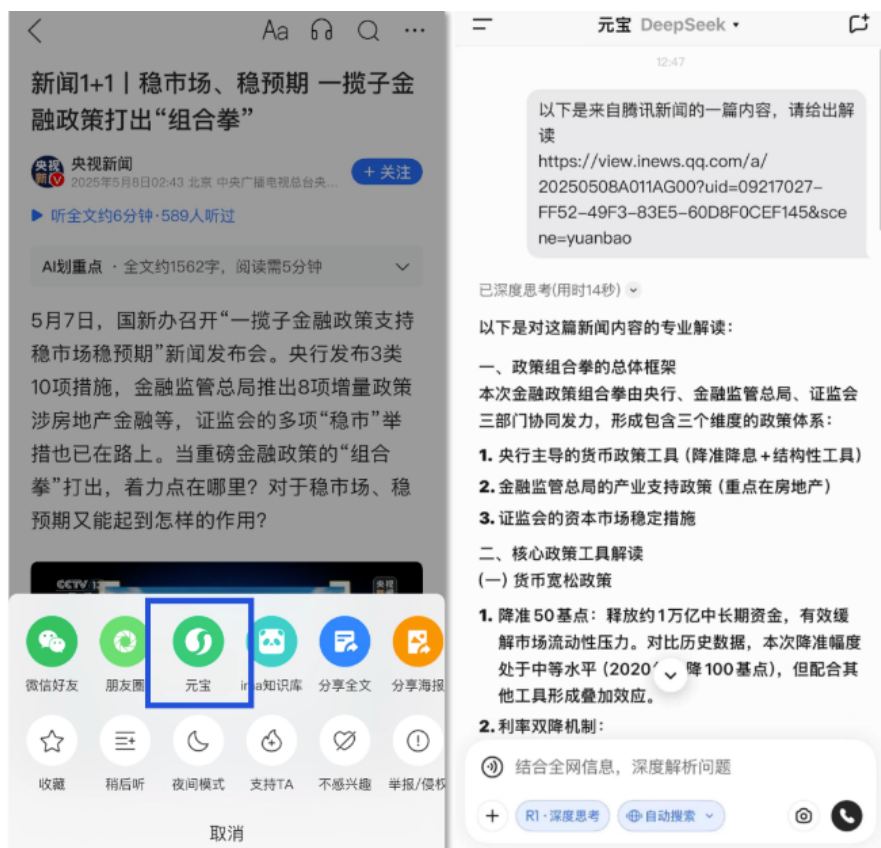 Aa
新闻1+1丨稳市场、稳预期 一揽子金
融政策打出“组合拳”
央视新闻
央视新闻
2025年5月8日02:43 北京 中央广播电视总台央...
+ 关注
听全文约6分钟·589人听过
AI划重点 · 全文约1562字，阅读需5分钟
5月7日，国新办召开“一揽子金融政策支持
稳市场稳预期”新闻发布会。央行发布3类
10项措施，金融监管总局推出8项增量政策
涉房地产金融等，证监会的多项“稳市”举
措也已在路上。当重磅金融政策的“组合
拳”打出，着力点在哪里？对于稳市场、稳
预期又能起到怎样的作用？
CCTV 13
央视
微信好友
朋友圈
元宝
ima知识库
分享全文
分享海报
收藏
稍后听
夜间模式
支持TA
不感兴趣
举报/侵权
取消
元宝 DeepSeek
12:47
以下是来自腾讯新闻的一篇内容，请给出解
读
https://view.inews.qq.com/a/
20250508A011AG00?uid=09217027-
FF52-49F3-83E5-60D8F0CEF145&sce
ne=yuanbao
已深度思考(用时14秒)
以下是对这篇新闻内容的专业解读：
一、政策组合拳的总体框架
本次金融政策组合拳由央行、金融监管总局、证监会
三部门协同发力，形成包含三个维度的政策体系：
1. 央行主导的货币政策工具（降准降息+结构性工具）
2. 金融监管总局的产业支持政策（重点在房地产）
3. 证监会的资本市场稳定措施
二、核心政策工具解读
(一) 货币宽松政策
1. 降准50基点：释放约1万亿中长期资金，有效缓
解市场流动性压力。对比历史数据，本次降准幅度
处于中等水平（2020 降100基点），但配合其
他工具形成叠加效应。
2. 利率双降机制：
结合全网信息，深度解析问题
R1·深度思考
自动搜索